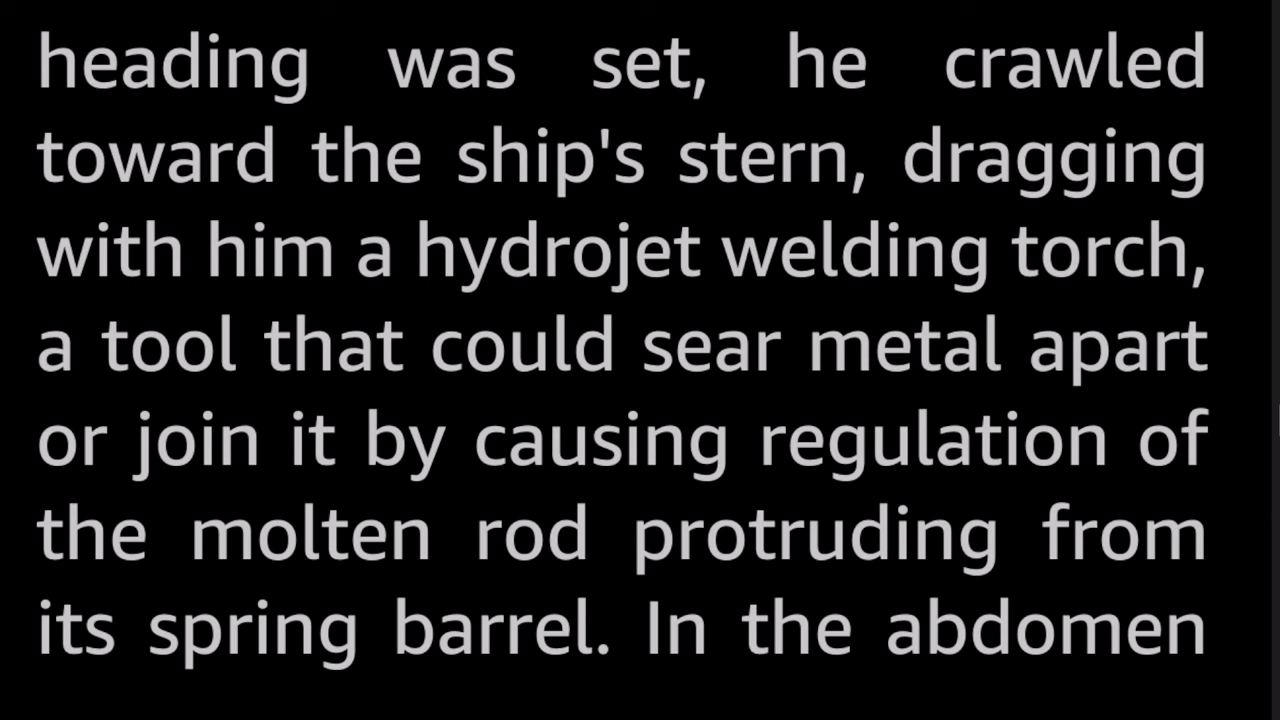 heading was set, he crawled
toward the ship's stern, dragging
with him a hydrojet welding torch,
a tool that could sear metal apart
or join it by causing regulation of
the molten rod protruding from
its spring barrel. In the abdomen